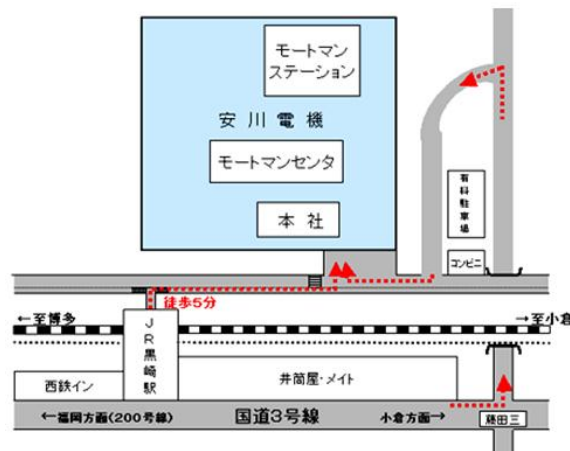 モートマン
ステーション
安川電機
モートマンセンタ
本社
有料駐車場
コンビニ
徒歩5分
←至博多
→至小倉
JR黒崎駅
西鉄イン
井筒屋・メイト
←福岡方面(200号線)
国道3号線
小倉方面→
藤田三